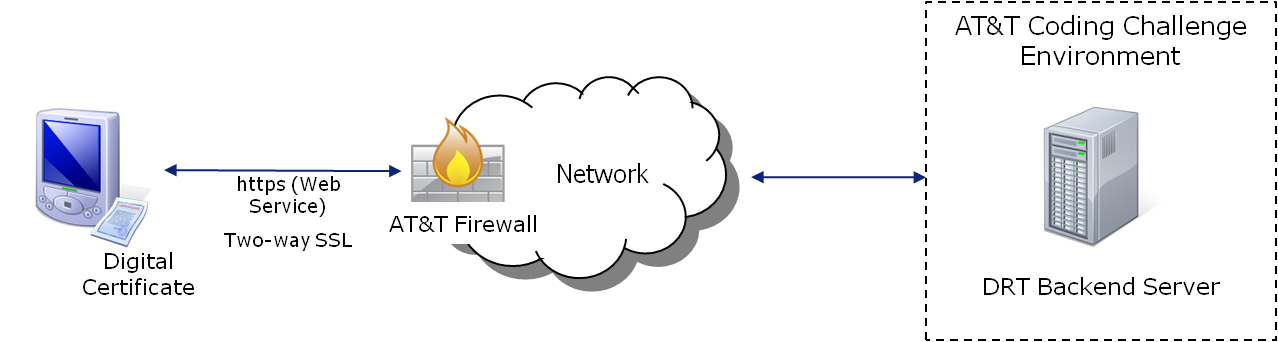 AT&T Coding Challenge
Environment
https (Web
Service)
Two-way SSL
Network
AT&T Firewall
Digital
Certificate
DRT Backend Server